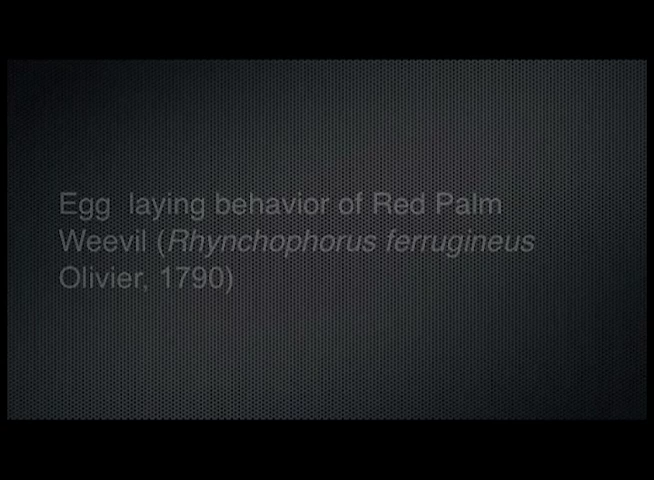 Egg  laying behavior of Red Palm
Weevil (Rhynchophorus ferrugineus
Olivier, 1790)